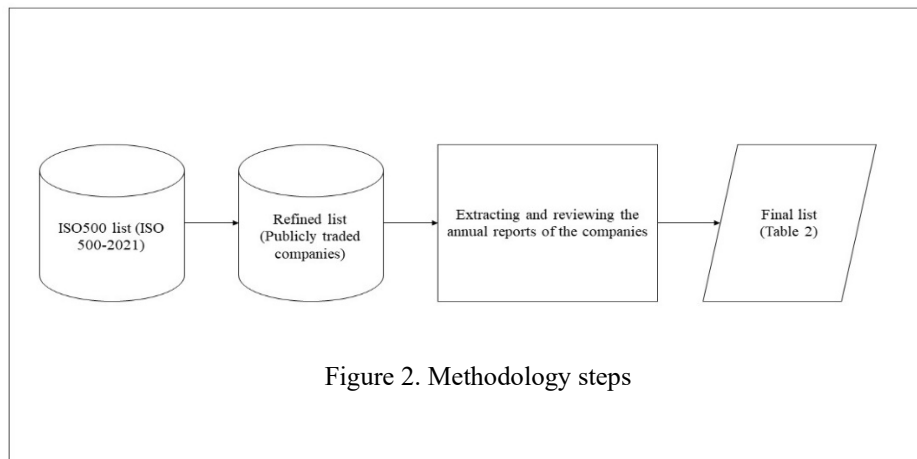 ISO500 list (ISO
500-2021)
Refined list
(Publicly traded
companies)
Extracting and reviewing the
annual reports of the companies
Final list
(Table 2)
Figure 2. Methodology steps